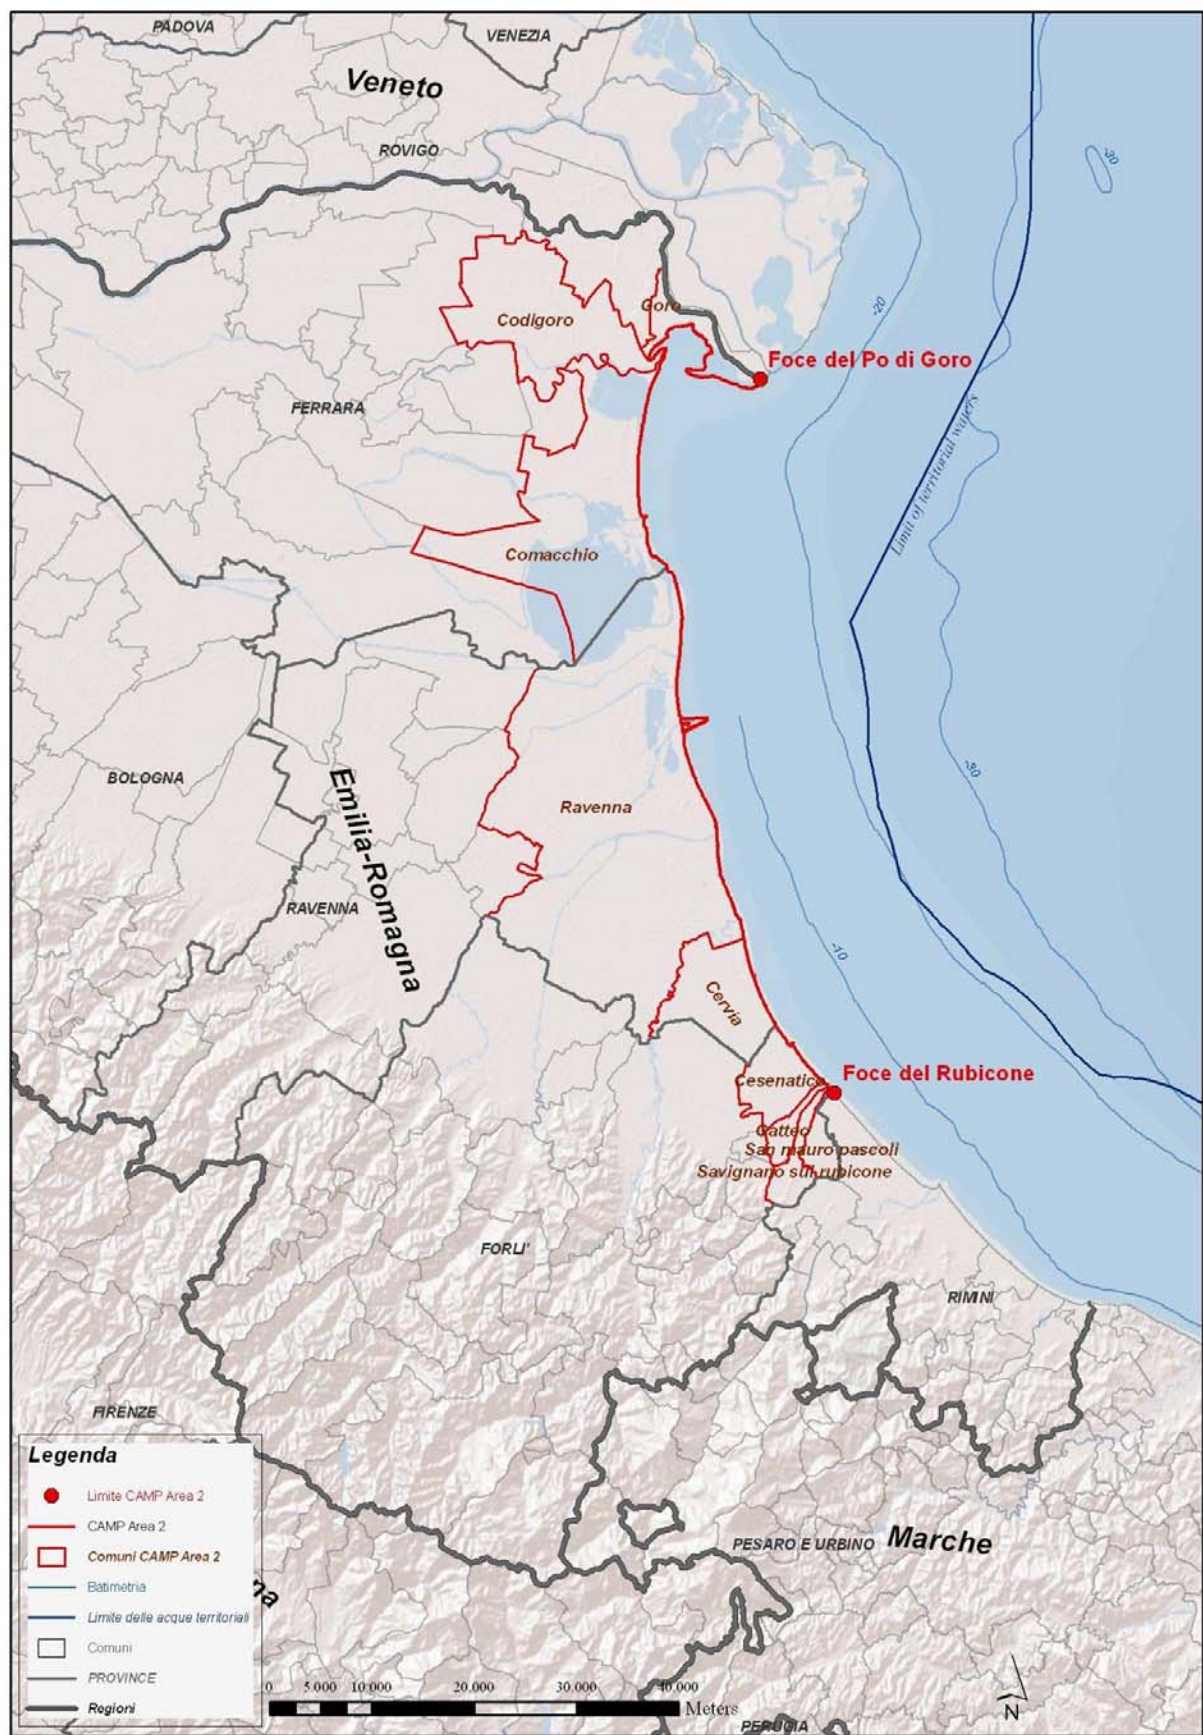 PADOVA
VENEZIA
Veneto
ROVIGO
-30
-20
Goro
Codigoro
Foce del Po di Goro
FERRARA
Limit of territorial waters
Comacchio
-30
BOLOGNA
Emilia-Romagna
Ravenna
RAVENNA
-10
Cervia
Foce del Rubicone
Cesenatico
Gatteo
San mauro pascoli
Savignano sul rubicone
FORLI'
RIMINI
FIRENZE
Legenda
Limite CAMP Area 2
CAMP Area 2
Comuni CAMP Area 2
Batimetria
Limite delle acque territoriali
Comuni
PROVINCE
Regioni
na
PESARO E URBINO
Marche
0 5.000 10.000 20.000 30.000 40.000
Meters
N
PERUGIA